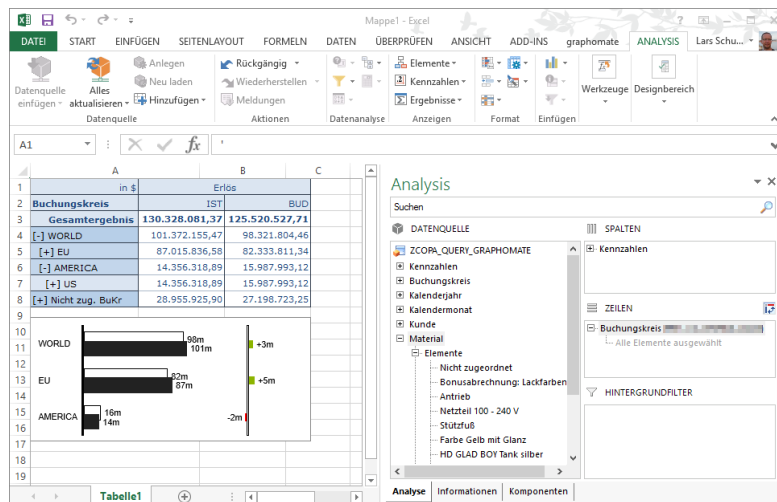 Mappe1 - Excel
DATEI START EINFÜGEN SEITENLAYOUT FORMELN DATEN ÜBERPRÜFEN ANSICHT ADD-INS graphomate ANALYSIS Lars Schu...
Datenquelle einfügen
Alles aktualisieren
Anlegen
Neu laden
Hinzufügen
Datenquelle
Rückgängig
Wiederherstellen
Meldungen
Aktionen
Datenanalyse
Elemente
Kennzahlen
Ergebnisse
Anzeigen
Format
Einfügen
Werkzeuge
Designbereich
A1 fx '
A B C
1 in $ Erlös
2 Buchungskreis IST BUD
3 Gesamtergebnis 130.328.081,37 125.520.527,71
4 [-] WORLD 101.372.155,47 98.321.804,46
5 [+] EU 87.015.836,58 82.333.811,34
6 [-] AMERICA 14.356.318,89 15.987.993,12
7 [+] US 14.356.318,89 15.987.993,12
8 [+] Nicht zug. BuKr 28.955.925,90 27.198.723,25
9
10
11
12
13
14
15
16
17
18
19
WORLD 98m 101m +3m
EU 82m 87m +5m
AMERICA 16m 14m -2m
Tabelle1
Analysis
Suchen
DATENQUELLE
ZCOPA_QUERY_GRAPHOMATE
Kennzahlen
Buchungskreis
Kalenderjahr
Kalendermonat
Kunde
Material
Elemente
Nicht zugeordnet
Bonusabrechnung: Lackfarben
Antrieb
Netzteil 100 - 240 V
Stützfuß
Farbe Gelb mit Glanz
HD GLAD BOY Tank silber
SPALTEN
Kennzahlen
ZEILEN
Buchungskreis
Alle Elemente ausgewählt
HINTERGRUNDFILTER
Analyse Informationen Komponenten